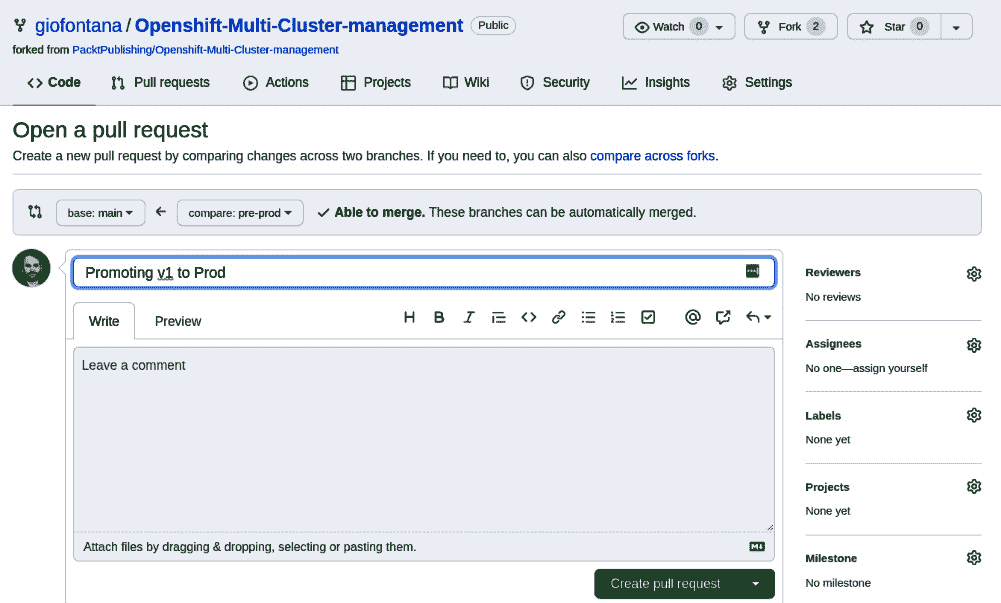 giofontana / Openshift-Multi-Cluster-management Public Watch 0 Fork 2 Star 0
forked from PacktPublishing/Openshift-Multi-Cluster-management
Code Pull requests Actions Projects Wiki Security Insights Settings
Open a pull request
Create a new pull request by comparing changes across two branches. If you need to, you can also compare across forks.
base: main compare: pre-prod Able to merge. These branches can be automatically merged.
Promoting v1 to Prod
Write Preview
Leave a comment
Attach files by dragging & dropping, selecting or pasting them.
Create pull request
Reviewers
No reviews
Assignees
No one—assign yourself
Labels
None yet
Projects
None yet
Milestone
No milestone